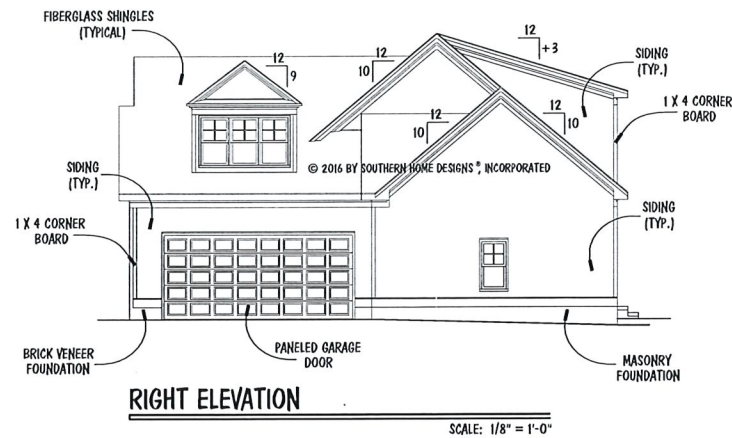 FIBERGLASS SHINGLES
(TYPICAL)
12
+3
12
10
12
9
SIDING
(TYP.)
1 X 4 CORNER
BOARD
12
10
12
10
© 2016 BY SOUTHERN HOME DESIGNS®, INCORPORATED
SIDING
(TYP.)
1 X 4 CORNER
BOARD
SIDING
(TYP.)
BRICK VENEER
FOUNDATION
PANELED GARAGE
DOOR
MASONRY
FOUNDATION
RIGHT ELEVATION
SCALE: 1/8" = 1'-0"